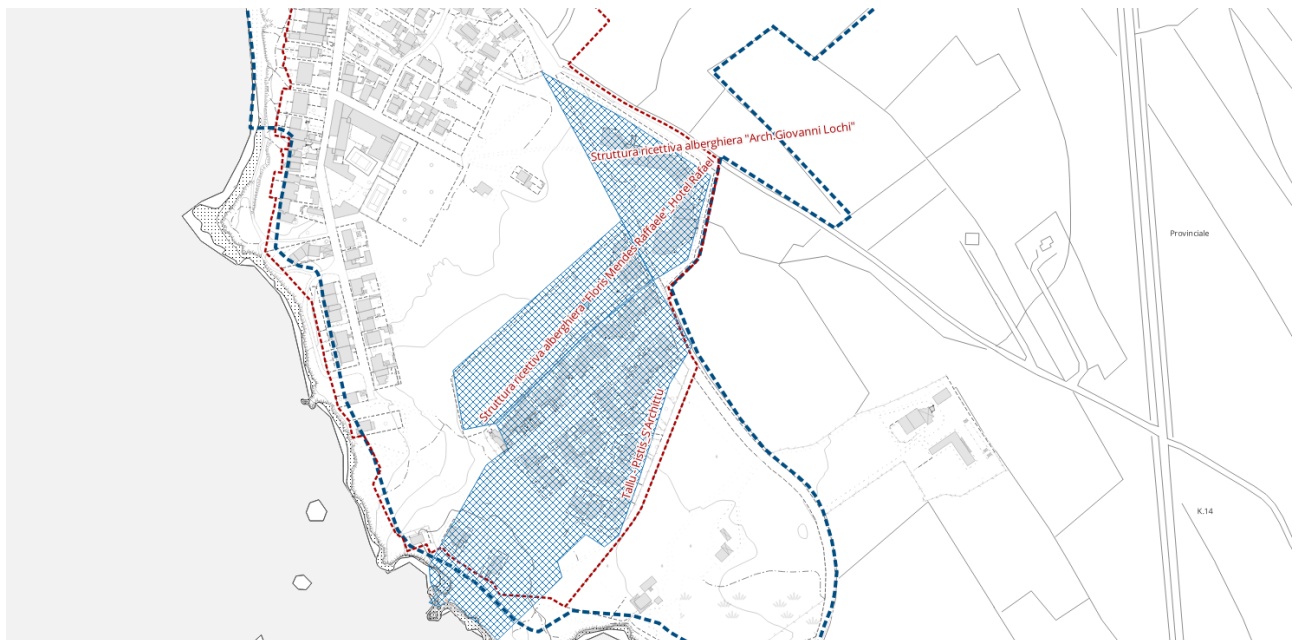 Struttura ricettiva alberghiera "Arch.Giovanni Lochi"
Struttura ricettiva alberghiera "Floris Mendes Raffaele" - Hotel Rafael
Provinciale
Tallu - Pistis- S'Archittu
K.14